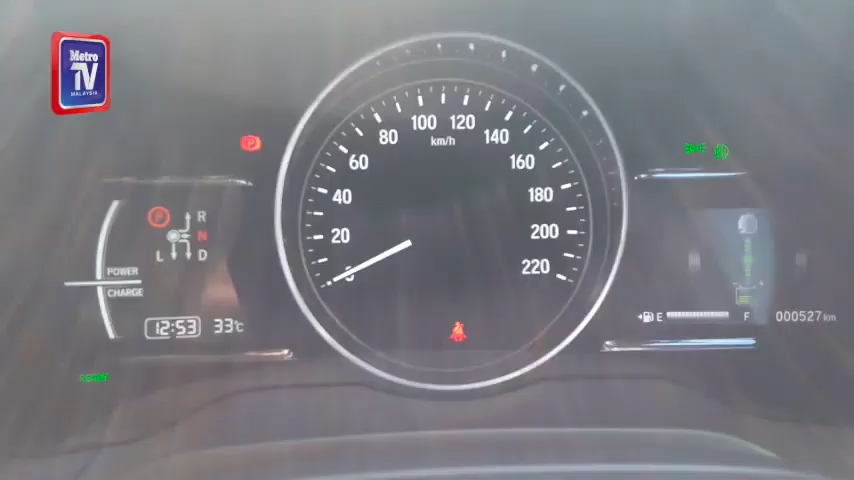 Metro
TV
MALAYSIA
100 120
80 140
km/h
60 160
40 180
20 200
220
P R
N
L D
POWER
CHARGE
12:53 33°C
E F 000527km